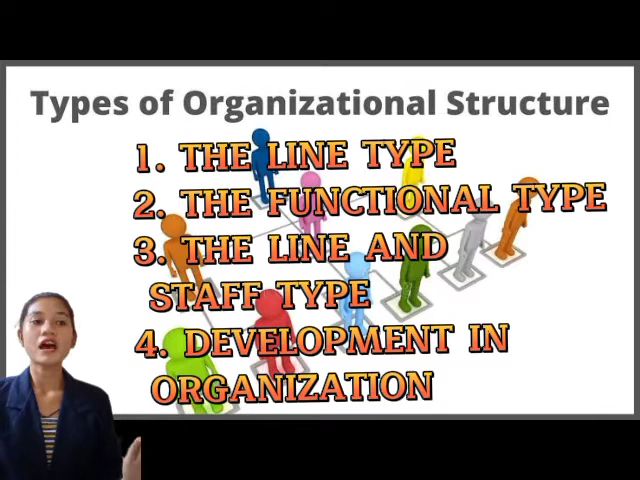 Types of Organizational Structure
1. THE LINE TYPE
2. THE FUNCTIONAL TYPE
3. THE LINE AND
STAFF TYPE
4. DEVELOPMENT IN
ORGANIZATION